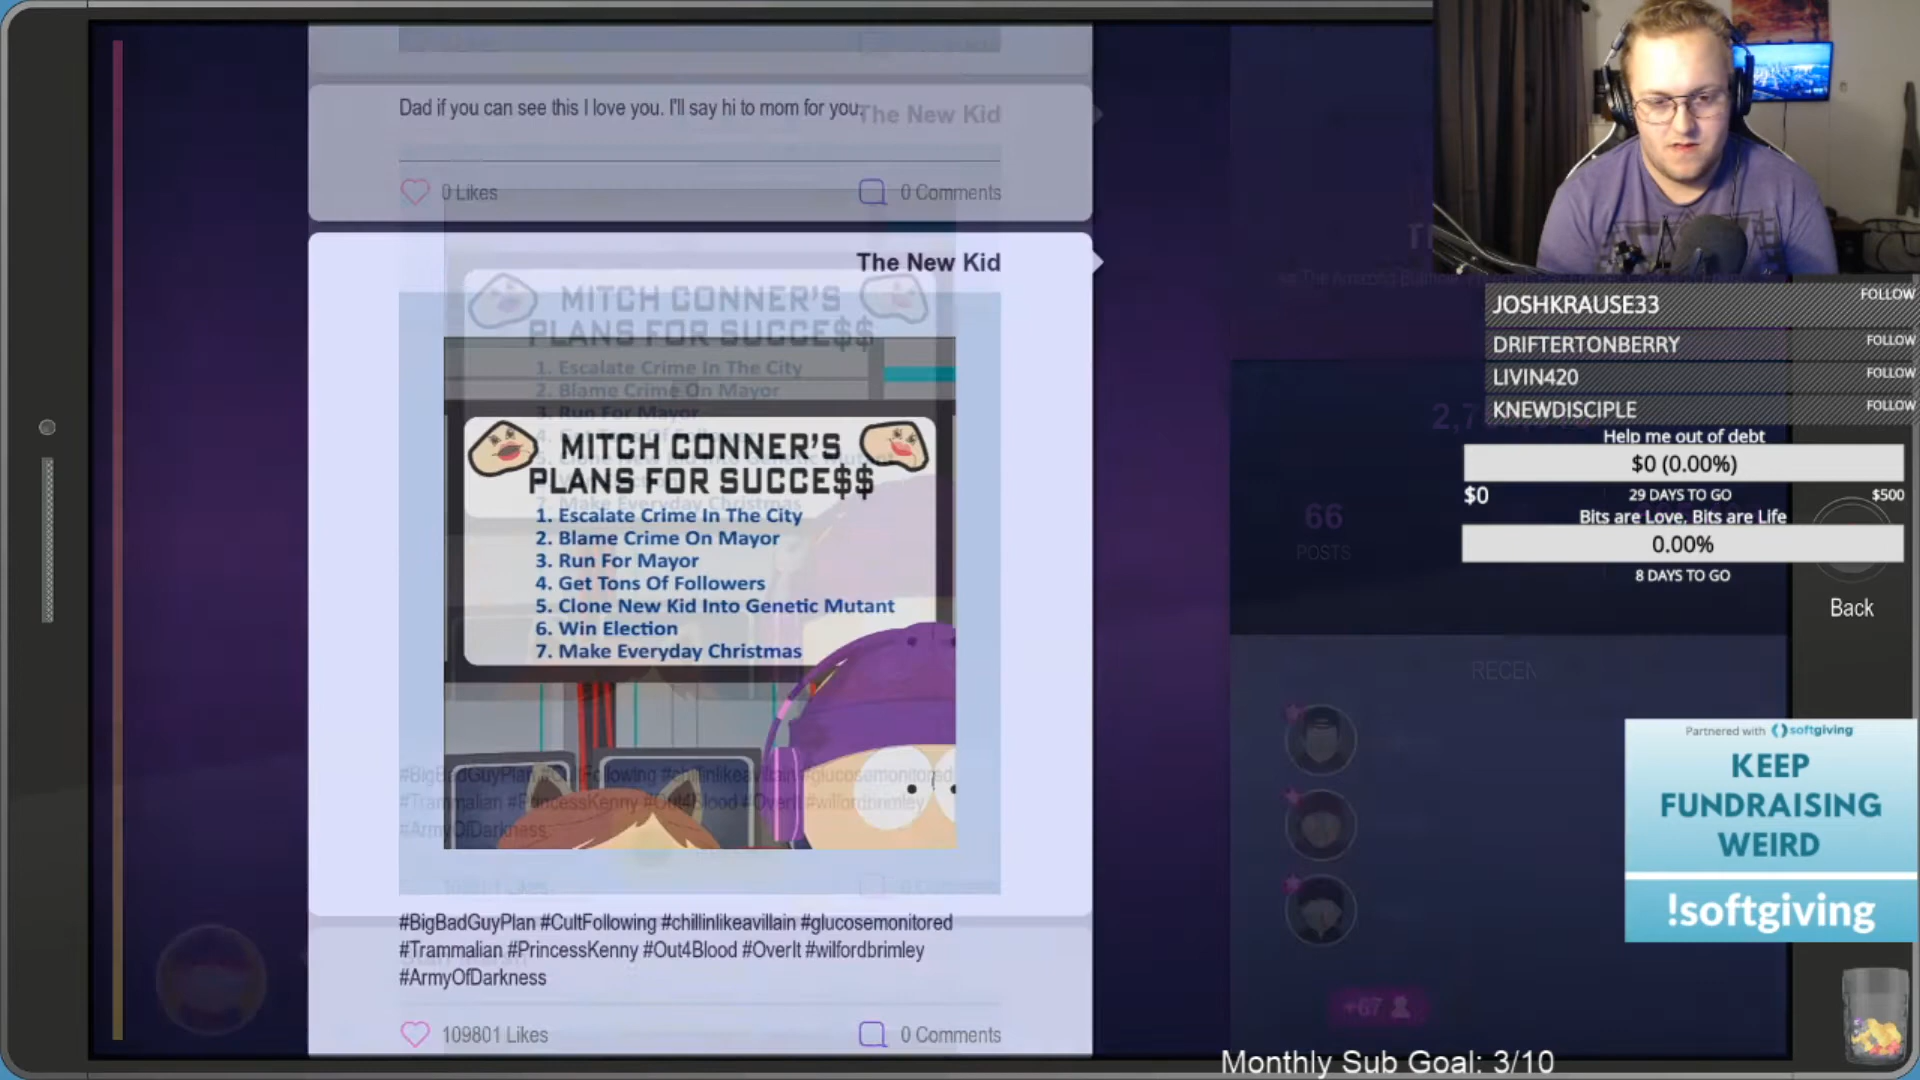 Dad if you can see this I love you. I'll say hi to mom for you.
The New Kid
0 Likes
0 Comments
The New Kid
MITCH CONNER'S
PLANS FOR SUCCE$$
1. Escalate Crime In The City
2. Blame Crime On Mayor
3. Run For Mayor
4. Get Tons Of Followers
5. Clone New Kid Into Genetic Mutant
6. Win Election
7. Make Everyday Christmas
#BigBadGuyPlan #CultFollowing #chillinlikeavillain #glucosemonitored
#Trammalian #PrincessKenny #Out4Blood #OverIt #wilfordbrimley
#ArmyOfDarkness
109801 Likes
0 Comments
66
POSTS
RECEN
+67
JOSHKRAUSE33 FOLLOW
DRIFTERTONBERRY FOLLOW
LIVIN420 FOLLOW
KNEWDISCIPLE FOLLOW
Help me out of debt
$0 (0.00%)
$0 29 DAYS TO GO $500
Bits are Love, Bits are Life
0.00%
8 DAYS TO GO
Back
Partnered with softgiving
KEEP
FUNDRAISING
WEIRD
!softgiving
Monthly Sub Goal: 3/10